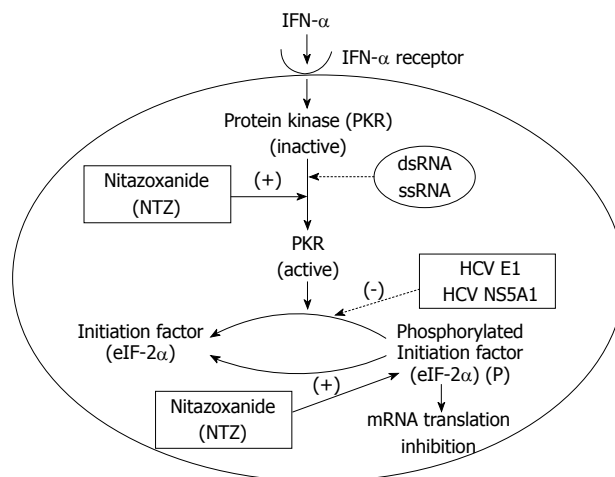 IFN-α
IFN-α receptor
Protein kinase (PKR)
(inactive)
Nitazoxanide
(NTZ)
(+)
dsRNA
ssRNA
PKR
(active)
HCV E1
HCV NS5A1
(-)
Initiation factor
(eIF-2α)
Phosphorylated
Initiation factor
(eIF-2α) (P)
(+)
Nitazoxanide
(NTZ)
mRNA translation
inhibition